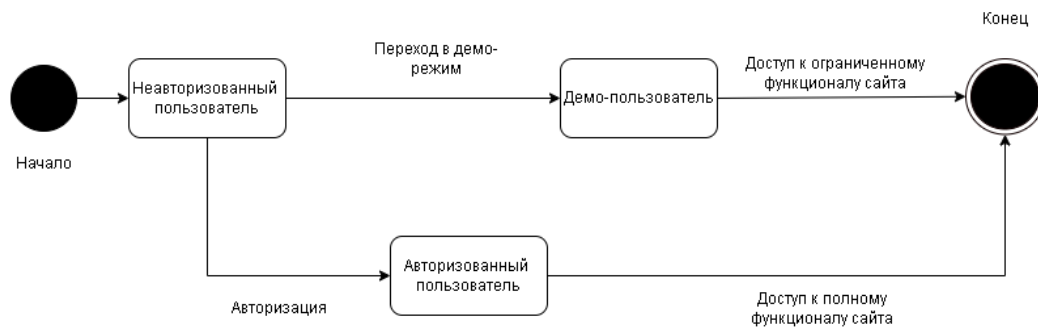 Конец
Переход в демо-
режим
Доступ к ограниченному
функционалу сайта
Неавторизованный
пользователь
Демо-пользователь
Начало
Авторизованный
пользователь
Авторизация
Доступ к полному
функционалу сайта